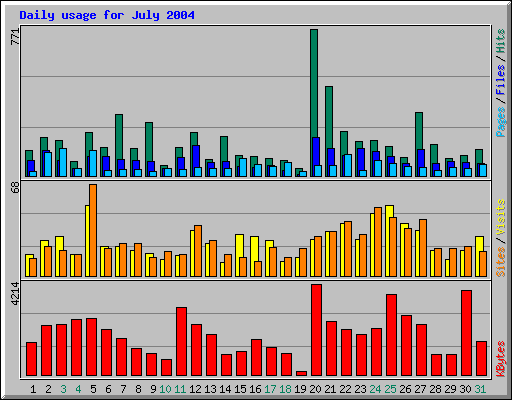 Daily usage for July 2004
771
Pages / Files / Hits
68
Sites / Visits
4214
KBytes
1 2 3 4 5 6 7 8 9 10 11 12 13 14 15 16 17 18 19 20 21 22 23 24 25 26 27 28 29 30 31